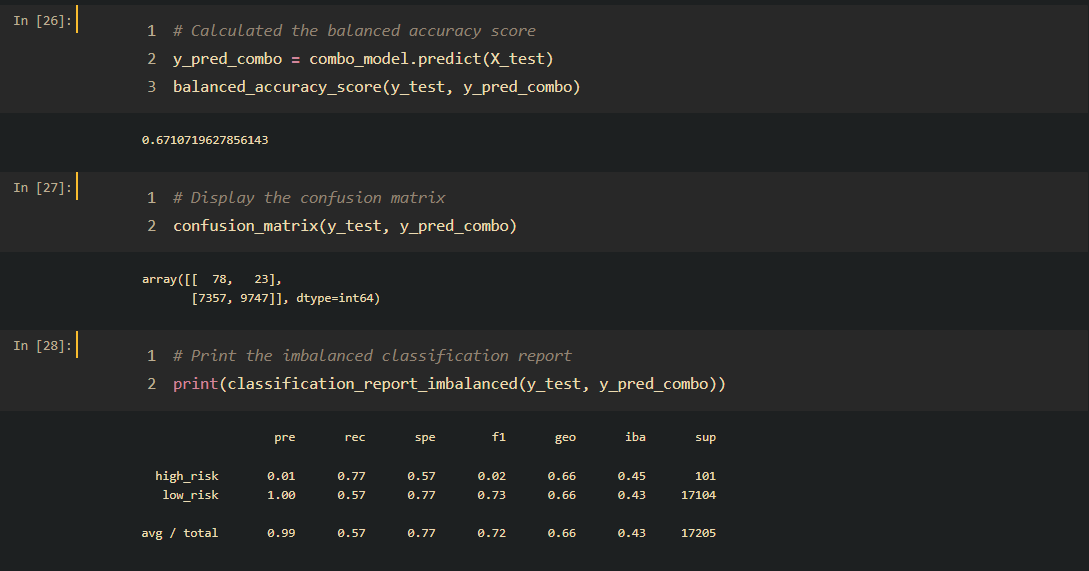 In [26]:
1 # Calculated the balanced accuracy score
2 y_pred_combo = combo_model.predict(X_test)
3 balanced_accuracy_score(y_test, y_pred_combo)
0.6710719627856143
In [27]:
1 # Display the confusion matrix
2 confusion_matrix(y_test, y_pred_combo)
array([[  78,   23],
       [7357, 9747]], dtype=int64)
In [28]:
1 # Print the imbalanced classification report
2 print(classification_report_imbalanced(y_test, y_pred_combo))
pre rec spe f1 geo iba sup
high_risk 0.01 0.77 0.57 0.02 0.66 0.45 101
low_risk 1.00 0.57 0.77 0.73 0.66 0.43 17104
avg / total 0.99 0.57 0.77 0.72 0.66 0.43 17205